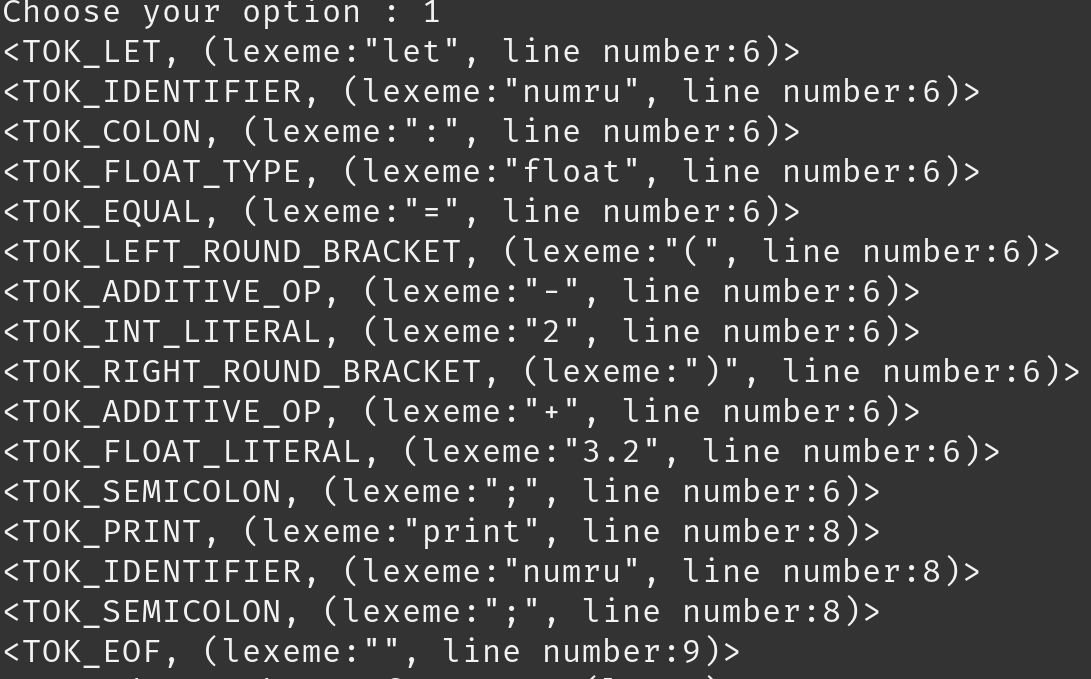 Choose your option : 1
<TOK_LET, (lexeme:"let", line number:6)>
<TOK_IDENTIFIER, (lexeme:"numru", line number:6)>
<TOK_COLON, (lexeme:":", line number:6)>
<TOK_FLOAT_TYPE, (lexeme:"float", line number:6)>
<TOK_EQUAL, (lexeme:"=", line number:6)>
<TOK_LEFT_ROUND_BRACKET, (lexeme:"(", line number:6)>
<TOK_ADDITIVE_OP, (lexeme:"-", line number:6)>
<TOK_INT_LITERAL, (lexeme:"2", line number:6)>
<TOK_RIGHT_ROUND_BRACKET, (lexeme:")", line number:6)>
<TOK_ADDITIVE_OP, (lexeme:"+", line number:6)>
<TOK_FLOAT_LITERAL, (lexeme:"3.2", line number:6)>
<TOK_SEMICOLON, (lexeme:";", line number:6)>
<TOK_PRINT, (lexeme:"print", line number:8)>
<TOK_IDENTIFIER, (lexeme:"numru", line number:8)>
<TOK_SEMICOLON, (lexeme:";", line number:8)>
<TOK_EOF, (lexeme:"", line number:9)>